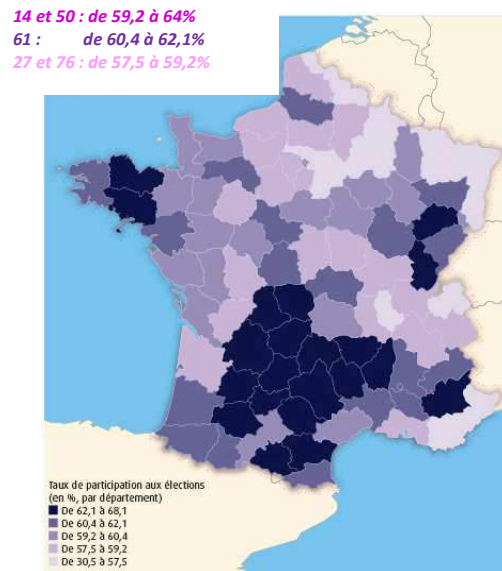 14 et 50 : de 59,2 à 64%
61 : de 60,4 à 62,1%
27 et 76 : de 57,5 à 59,2%
Taux de participation aux élections
(en %, par département)
De 62,1 à 68,1
De 60,4 à 62,1
De 59,2 à 60,4
De 57,5 à 59,2
De 30,5 à 57,5